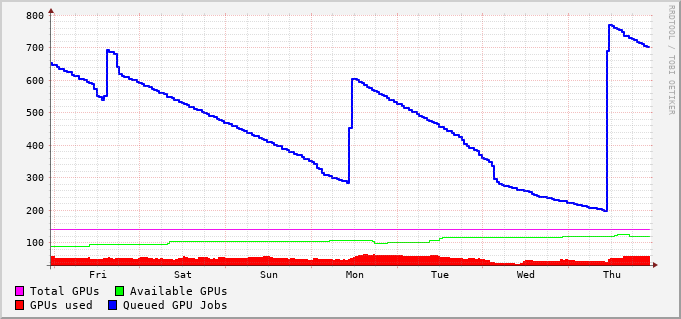 800
700
600
500
400
300
200
100
Fri Sat Sun Mon Tue Wed Thu
Total GPUs Available GPUs
GPUs used Queued GPU Jobs
RRDTOOL / TOBI OETIKER